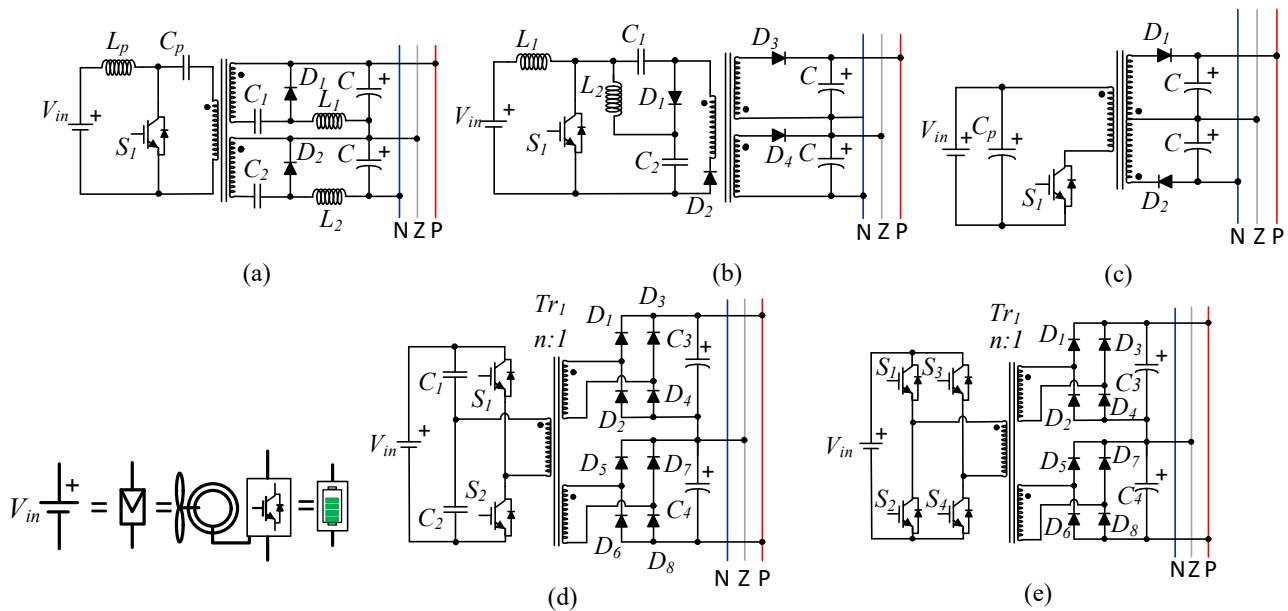 L_p
C_p
V_in
+
S_1
C_1
D_1
L_1
C
+
D_2
C_2
C
+
L_2
N Z P
(a)
L_1
C_1
L_2
D_1
V_in
+
S_1
C_2
D_2
D_3
C
+
D_4
C
+
N Z P
(b)
V_in
+
C_p
+
S_1
D_1
C
+
C
+
D_2
N Z P
(c)
V_in
+
=
=
=
V_in
+
C_1
S_1
C_2
S_2
Tr_1
n:1
D_1
D_3
C_3
+
D_2
D_4
D_5
D_7
C_4
+
D_6
D_8
N Z P
(d)
V_in
+
S_1
S_3
S_2
S_4
Tr_1
n:1
D_1
D_3
C_3
+
D_2
D_4
D_5
D_7
C_4
+
D_6
D_8
N Z P
(e)